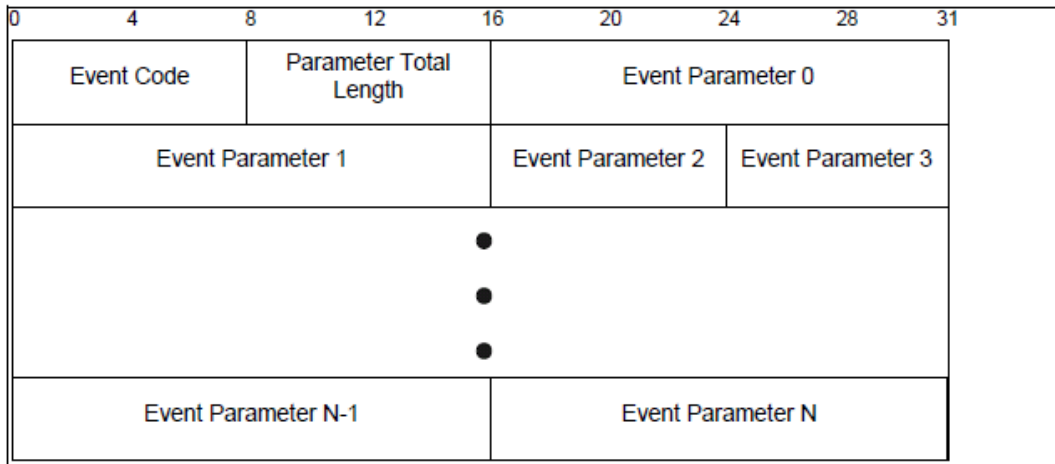 0 4 8 12 16 20 24 28 31
Event Code
Parameter Total
Length
Event Parameter 0
Event Parameter 1
Event Parameter 2
Event Parameter 3
Event Parameter N-1
Event Parameter N